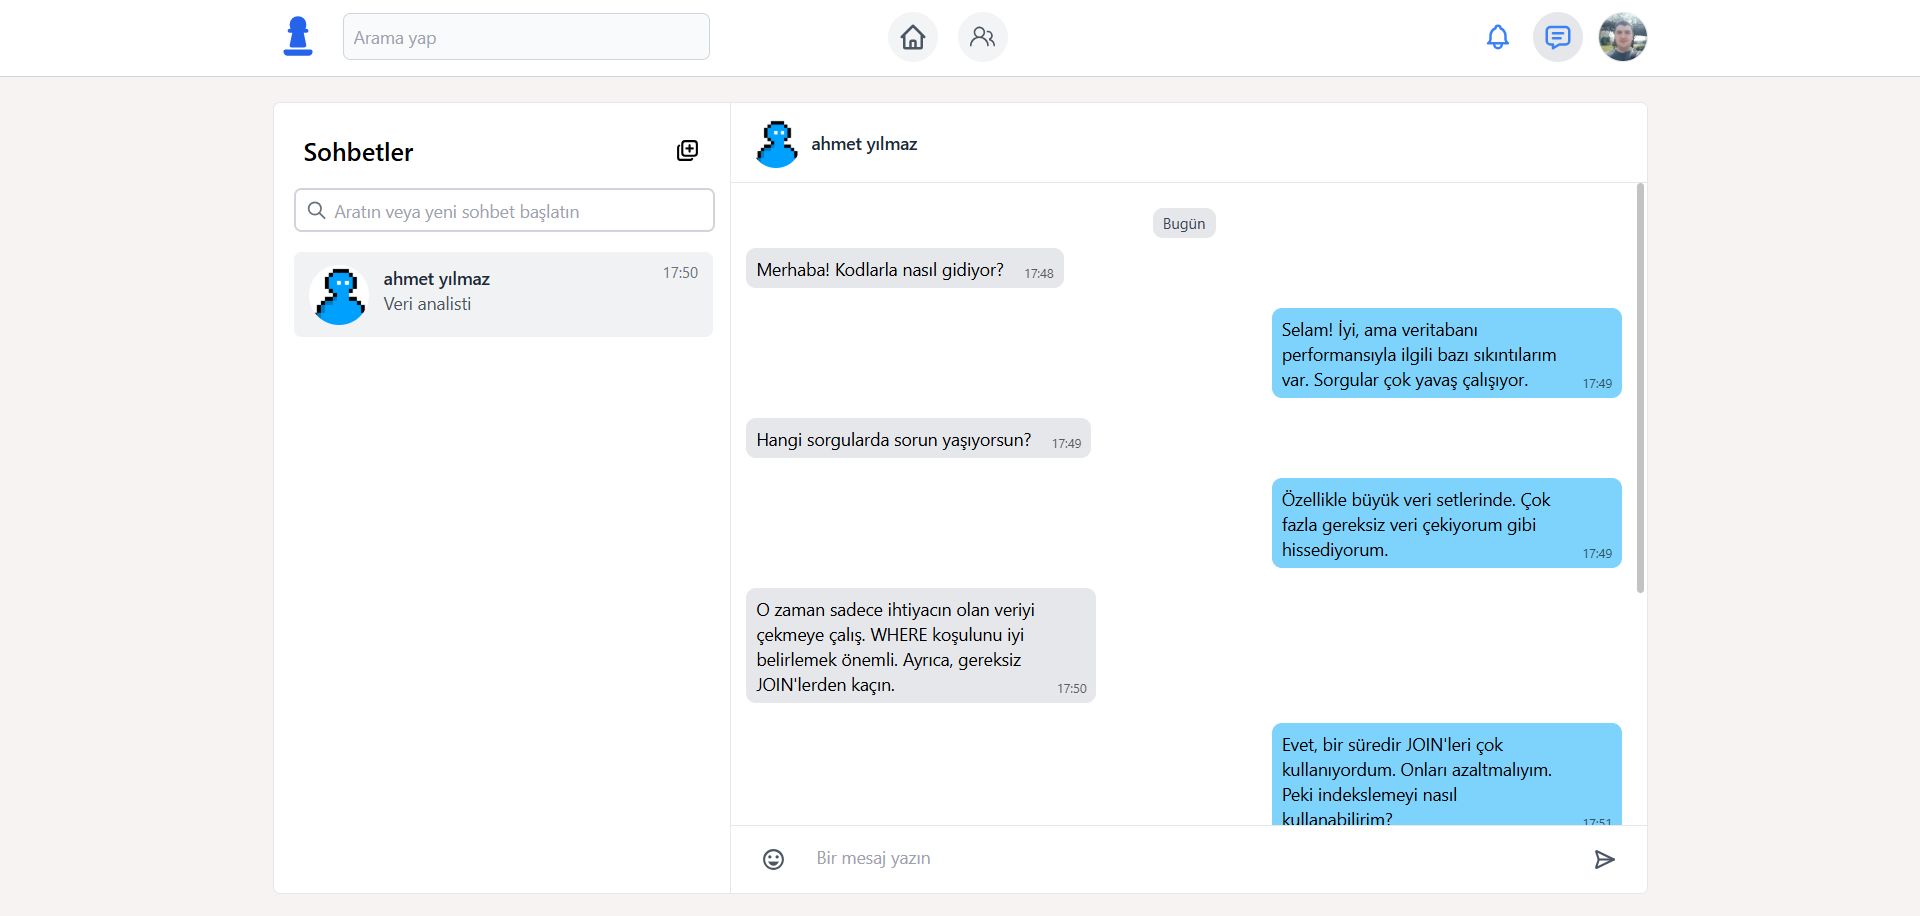 Arama yap
Sohbetler
Aratın veya yeni sohbet başlatın
ahmet yılmaz
17:50
Veri analisti
ahmet yılmaz
Bugün
Merhaba! Kodlarla nasıl gidiyor?
17:48
Selam! İyi, ama veritabanı
performansıyla ilgili bazı sıkıntılarım
var. Sorgular çok yavaş çalışıyor.
17:49
Hangi sorgularda sorun yaşıyorsun?
17:49
Özellikle büyük veri setlerinde. Çok
fazla gereksiz veri çekiyorum gibi
hissediyorum.
17:49
O zaman sadece ihtiyacın olan veriyi
çekmeye çalış. WHERE koşulunu iyi
belirlemek önemli. Ayrıca, gereksiz
JOIN'lerden kaçın.
17:50
Evet, bir süredir JOIN'leri çok
kullanıyordum. Onları azaltmalıyım.
Peki indekslemeyi nasıl
kullanabilirim?
17:51
Bir mesaj yazın